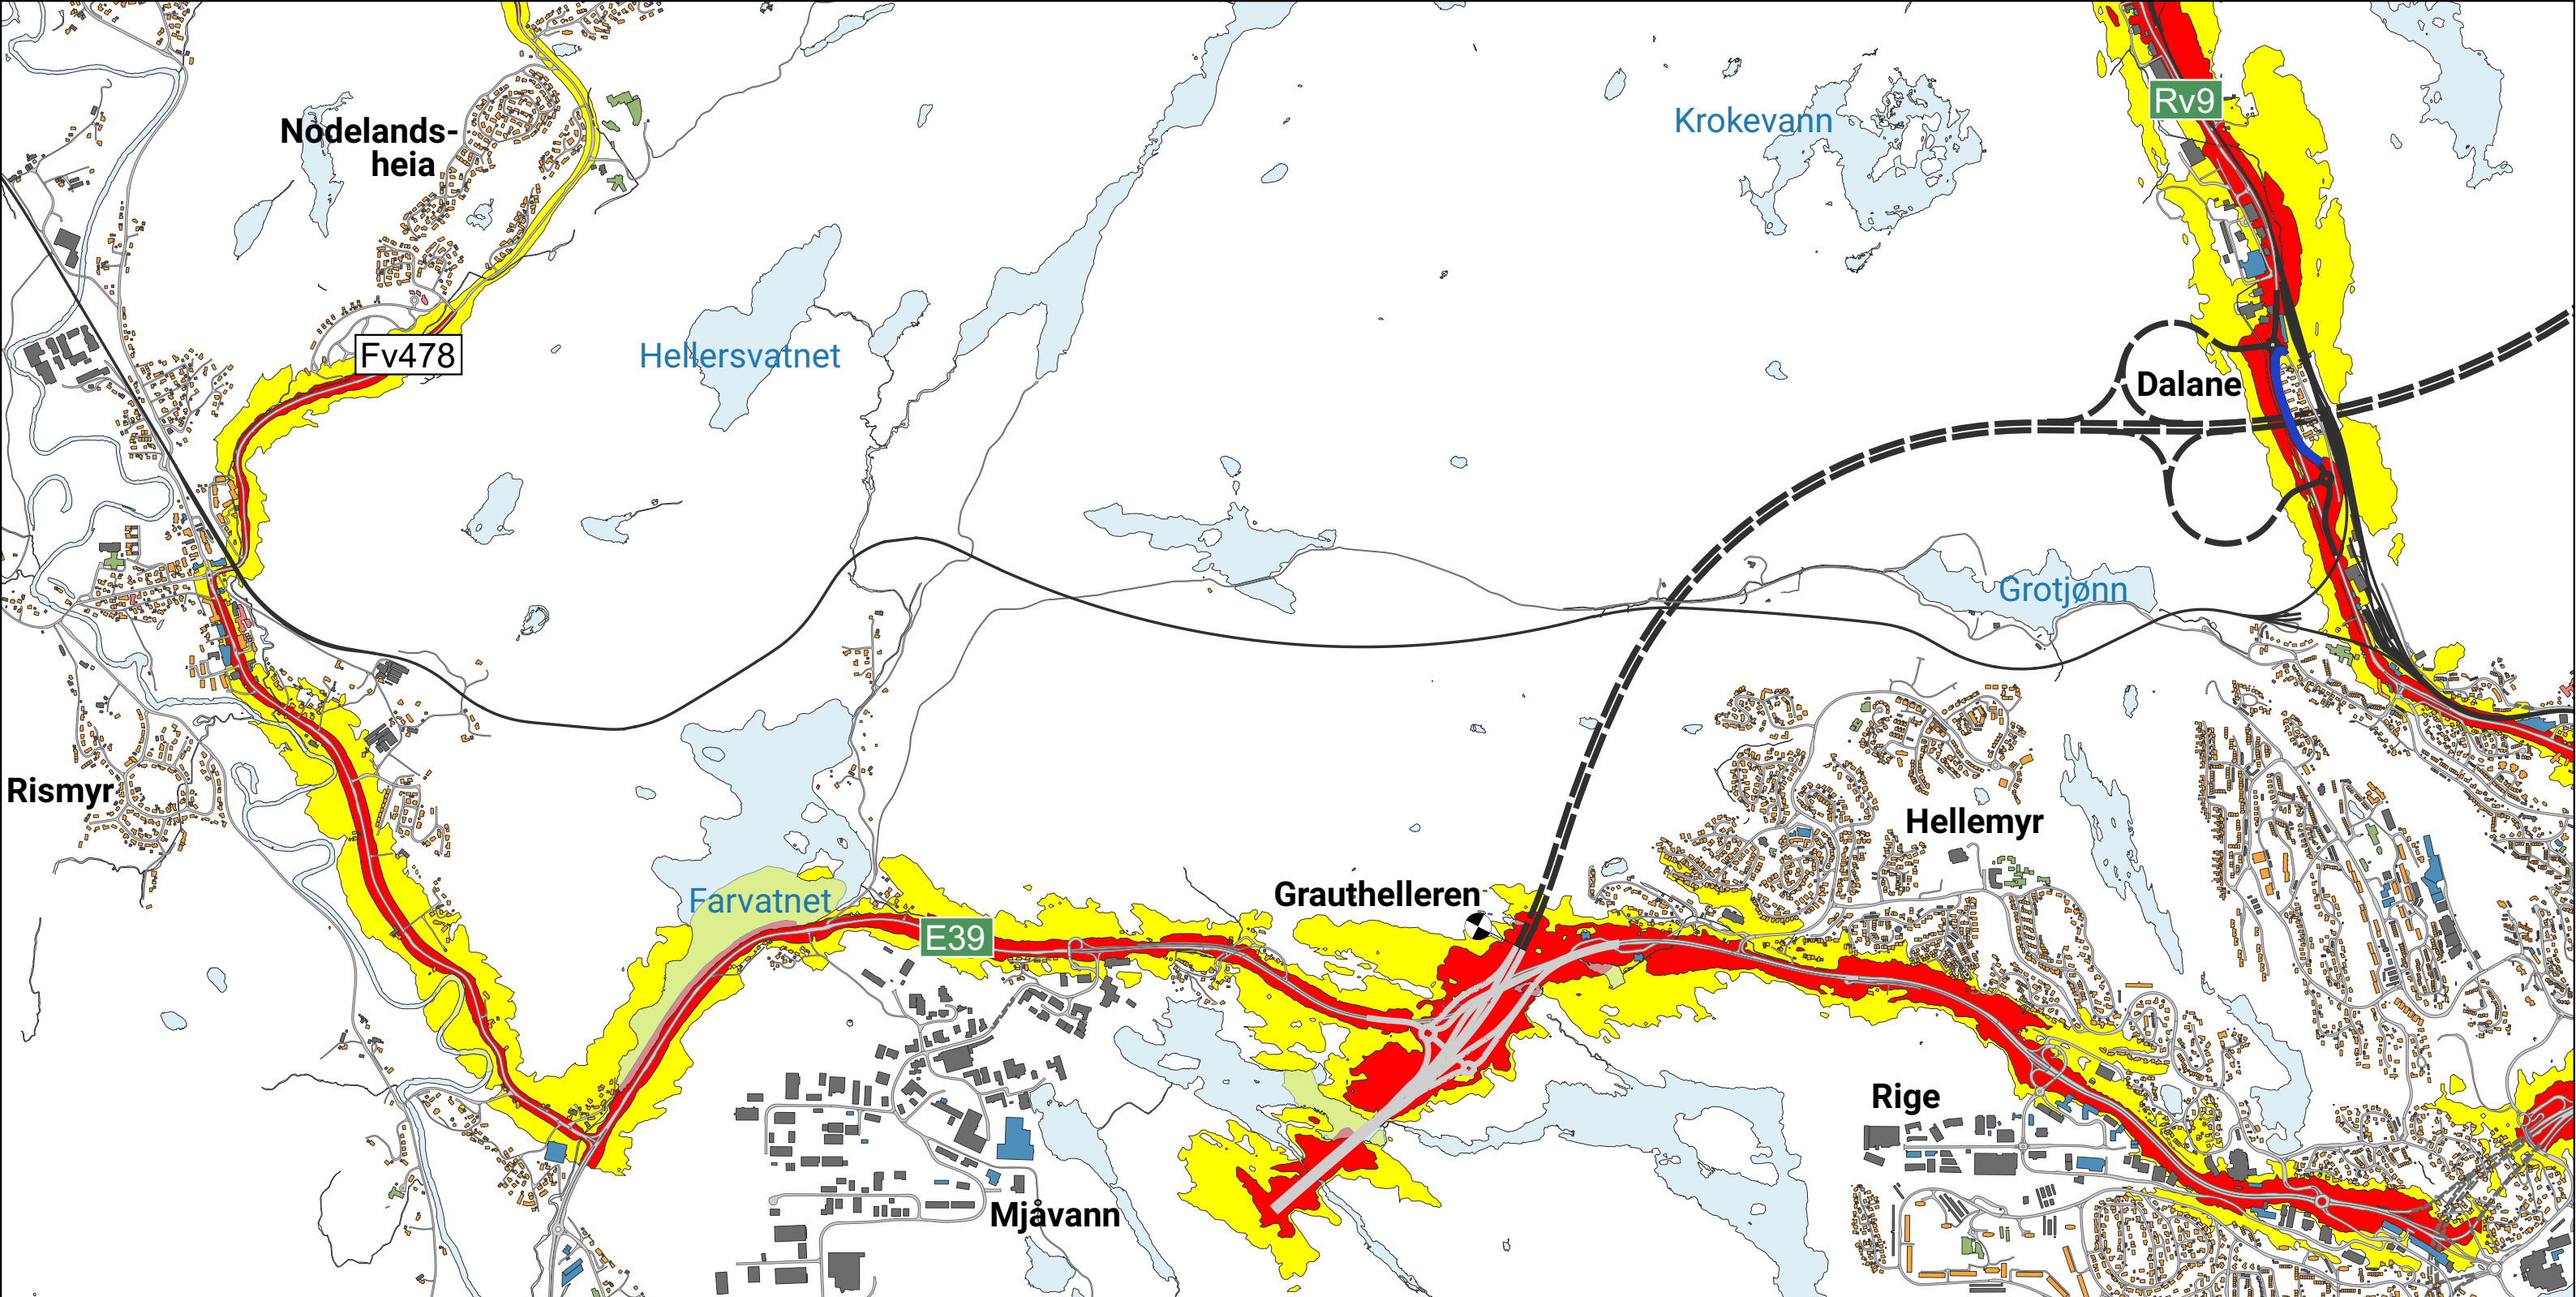 Rv9
Krokevann
Nodelands-
heia
Fv478
Hellersvatnet
Dalane
Grotjønn
Rismyr
Hellemyr
Farvatnet
Grauthelleren
E39
Rige
Mjåvann